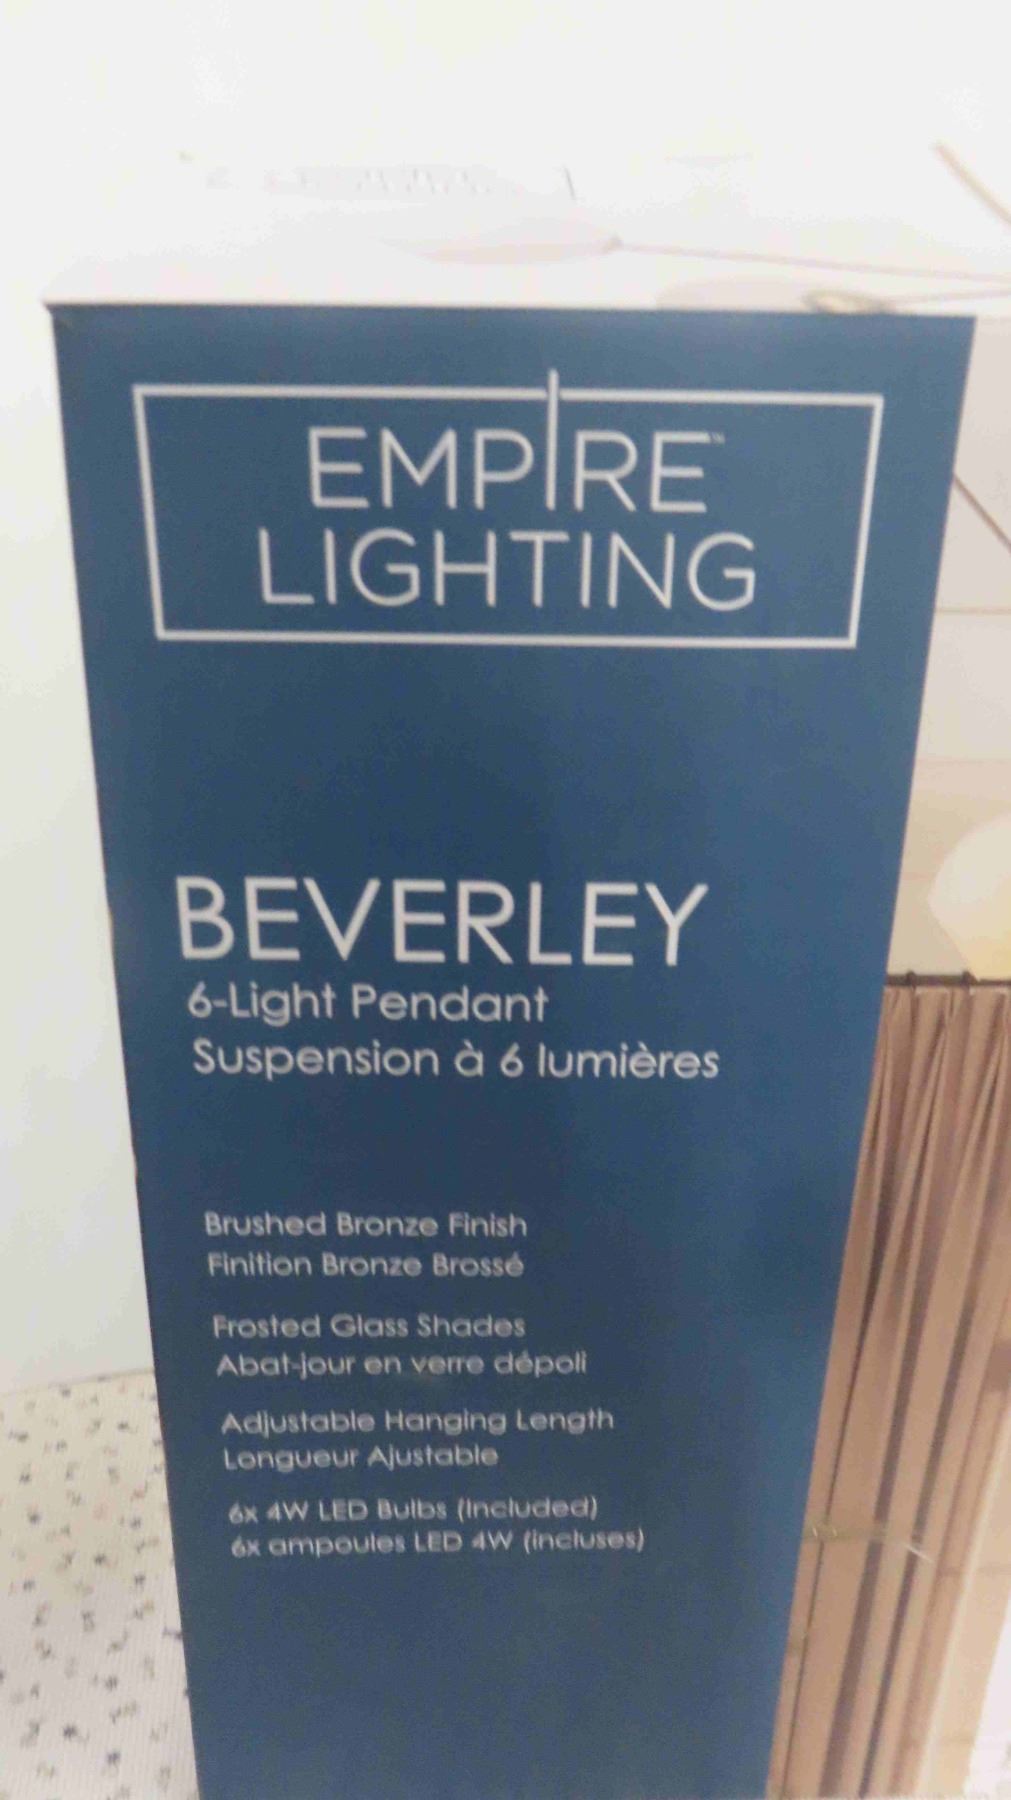 EMPIRE™
LIGHTING
BEVERLEY
6-Light Pendant
Suspension à 6 lumières
Brushed Bronze Finish
Finition Bronze Brossé
Frosted Glass Shades
Abat-jour en verre dépoli
Adjustable Hanging Length
Longueur Ajustable
6x 4W LED Bulbs (Included)
6x ampoules LED 4W (incluses)